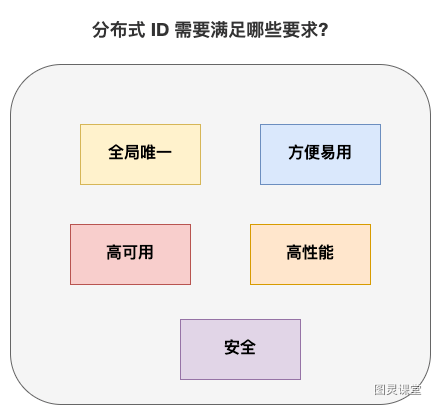 分布式 ID 需要满足哪些要求?
全局唯一
方便易用
高可用
高性能
安全
图灵课堂